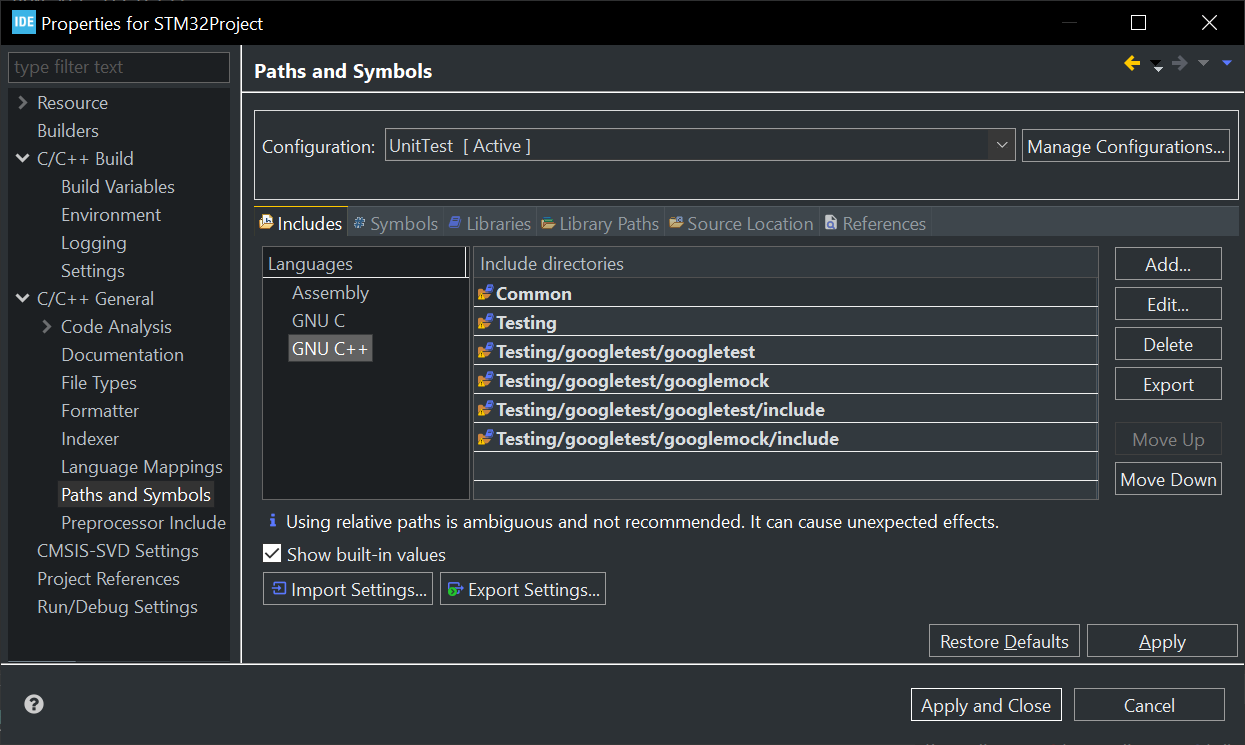 IDE Properties for STM32Project
type filter text
Resource
Builders
C/C++ Build
Build Variables
Environment
Logging
Settings
C/C++ General
Code Analysis
Documentation
File Types
Formatter
Indexer
Language Mappings
Paths and Symbols
Preprocessor Include
CMSIS-SVD Settings
Project References
Run/Debug Settings
Paths and Symbols
Configuration: UnitTest [ Active ] Manage Configurations...
Includes Symbols Libraries Library Paths Source Location References
Languages
Assembly
GNU C
GNU C++
Include directories
Common
Testing
Testing/googletest/googletest
Testing/googletest/googlemock
Testing/googletest/googletest/include
Testing/googletest/googlemock/include
Add...
Edit...
Delete
Export
Move Up
Move Down
Using relative paths is ambiguous and not recommended. It can cause unexpected effects.
Show built-in values
Import Settings... Export Settings...
Restore Defaults Apply
Apply and Close Cancel